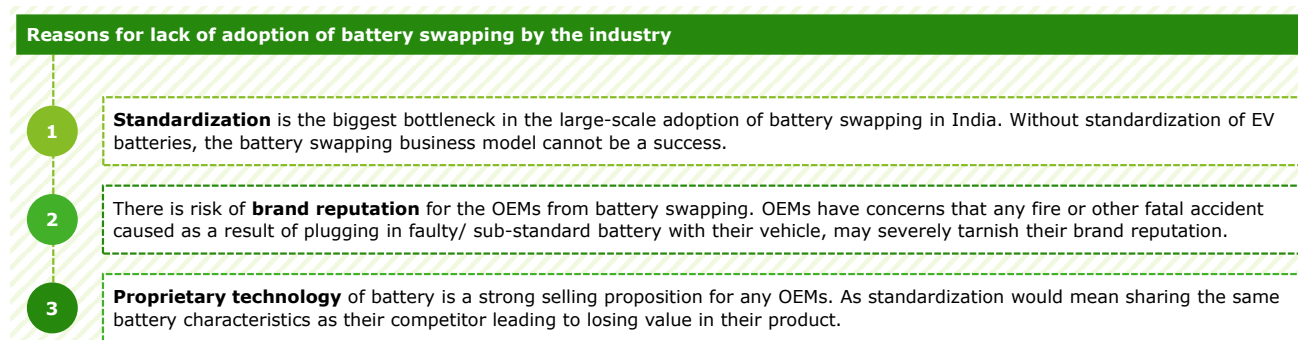 Reasons for lack of adoption of battery swapping by the industry
1
Standardization is the biggest bottleneck in the large-scale adoption of battery swapping in India. Without standardization of EV
batteries, the battery swapping business model cannot be a success.
2
There is risk of brand reputation for the OEMs from battery swapping. OEMs have concerns that any fire or other fatal accident
caused as a result of plugging in faulty/ sub-standard battery with their vehicle, may severely tarnish their brand reputation.
3
Proprietary technology of battery is a strong selling proposition for any OEMs. As standardization would mean sharing the same
battery characteristics as their competitor leading to losing value in their product.